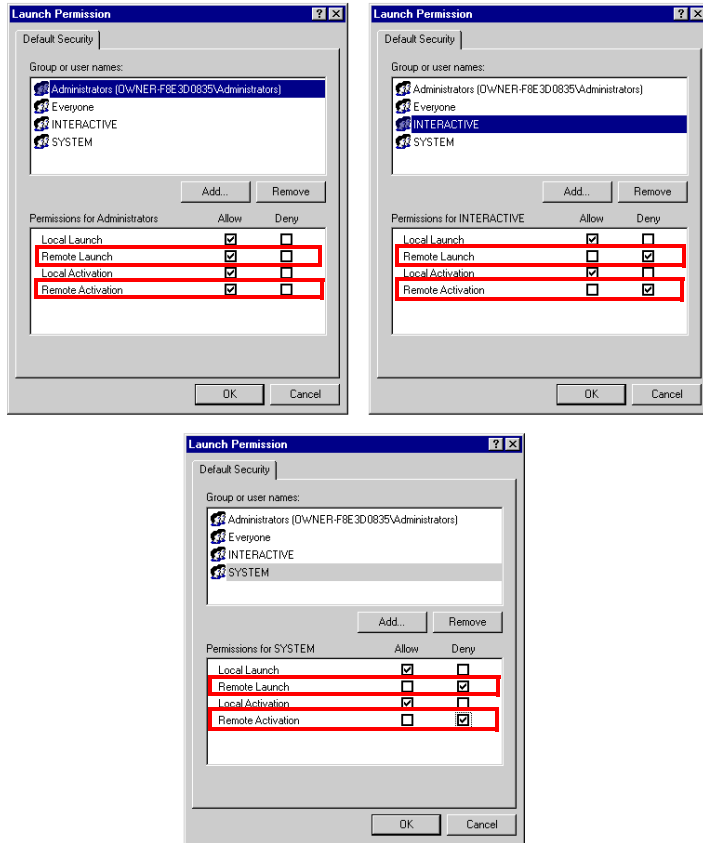 Launch Permission
Default Security
Group or user names:
Administrators (OWNER-F8E3D0835\Administrators)
Everyone
INTERACTIVE
SYSTEM
Add... Remove
Permissions for Administrators Allow Deny
Local Launch
Remote Launch
Local Activation
Remote Activation
OK Cancel
Launch Permission
Default Security
Group or user names:
Administrators (OWNER-F8E3D0835\Administrators)
Everyone
INTERACTIVE
SYSTEM
Add... Remove
Permissions for INTERACTIVE Allow Deny
Local Launch
Remote Launch
Local Activation
Remote Activation
OK Cancel
Launch Permission
Default Security
Group or user names:
Administrators (OWNER-F8E3D0835\Administrators)
Everyone
INTERACTIVE
SYSTEM
Add... Remove
Permissions for SYSTEM Allow Deny
Local Launch
Remote Launch
Local Activation
Remote Activation
OK Cancel